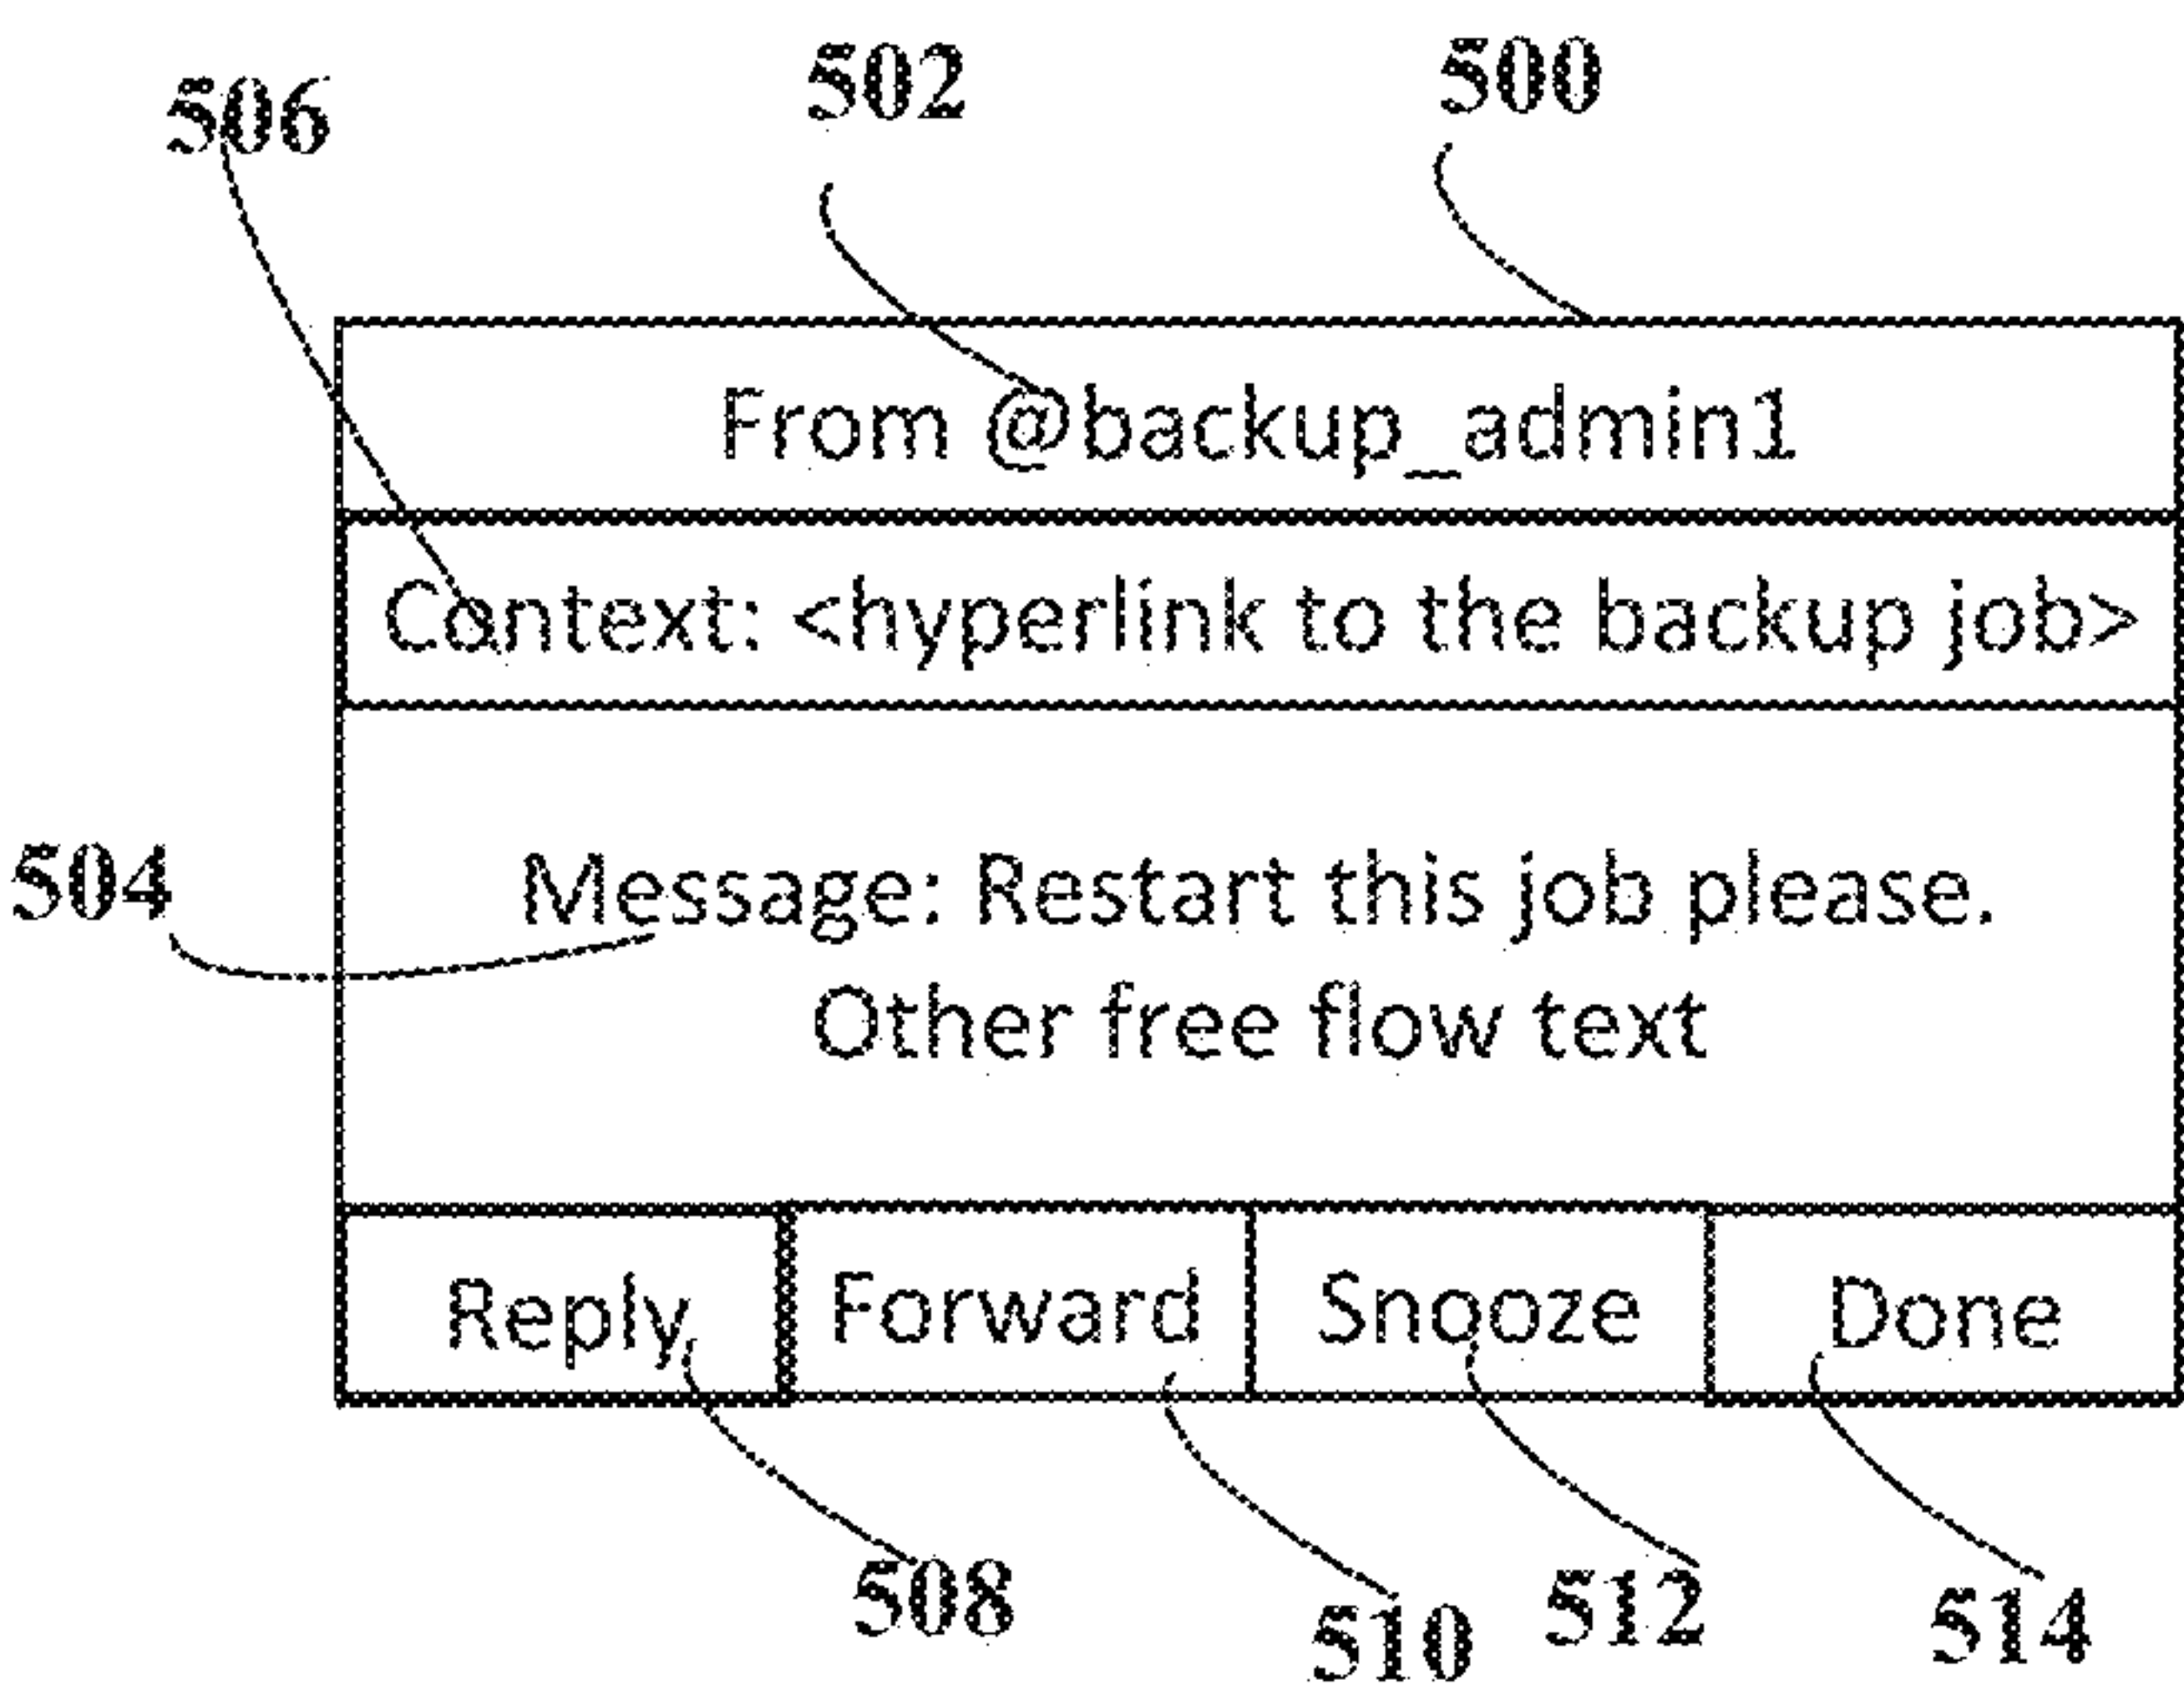 506 502 500
From @backup_admin1
Context: <hyperlink to the backup job>
504
Message: Restart this job please.
Other free flow text
Reply Forward Snooze Done
508 510 512 514